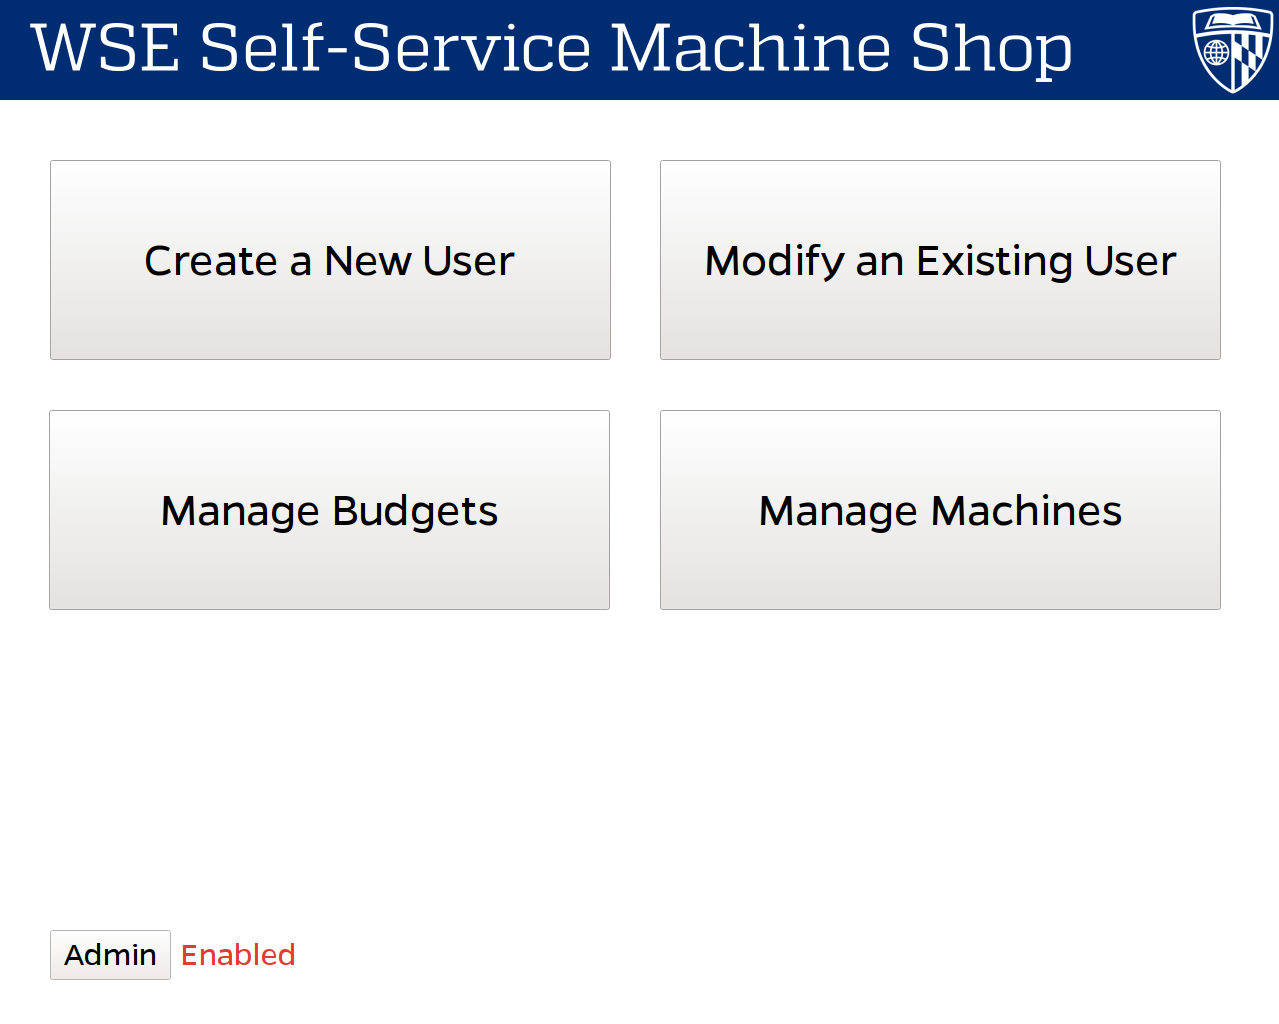 WSE Self-Service Machine Shop
Create a New User
Modify an Existing User
Manage Budgets
Manage Machines
Admin Enabled